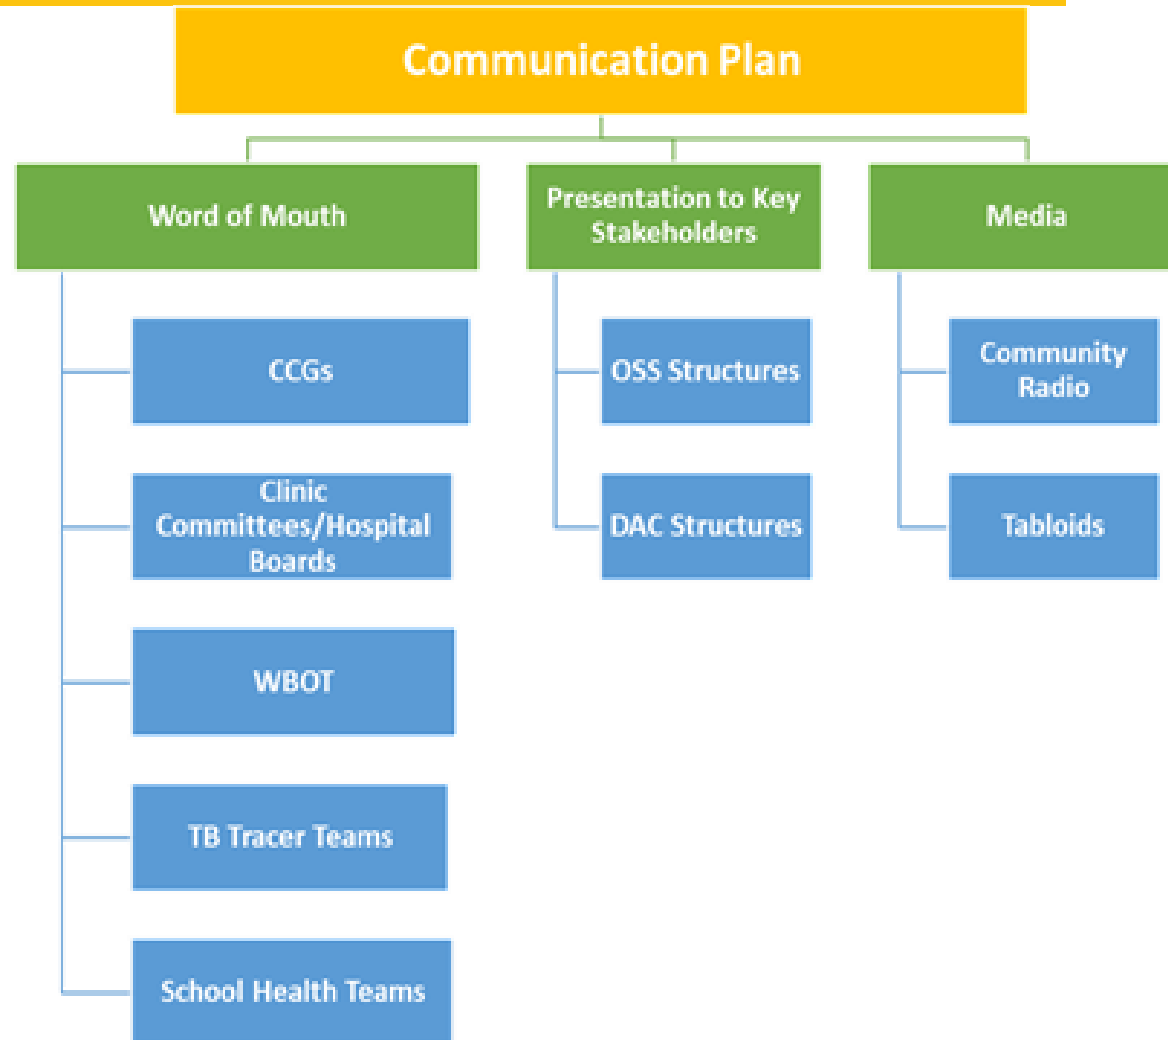 Communication Plan
Word of Mouth
Presentation to Key
Stakeholders
Media
CCGs
OSS Structures
Community
Radio
Clinic
Committees/Hospital
Boards
DAC Structures
Tabloids
WBOT
TB Tracer Teams
School Health Teams